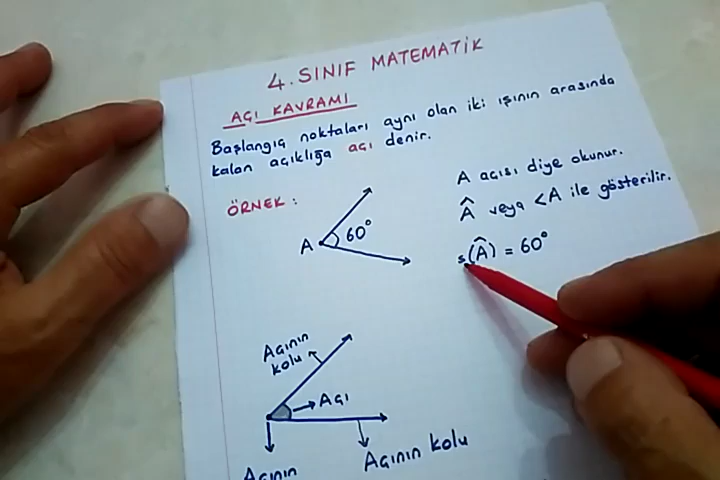 4. SINIF MATEMATİK
AÇI KAVRAMI
Başlangıç noktaları aynı olan iki ışının arasında
kalan açıklığa açı denir.
ÖRNEK :
A 60°
A açısı diye okunur.
Â veya <A ile gösterilir.
s(Â) = 60°
Açının
kolu
Açı
Açının kolu
Açının